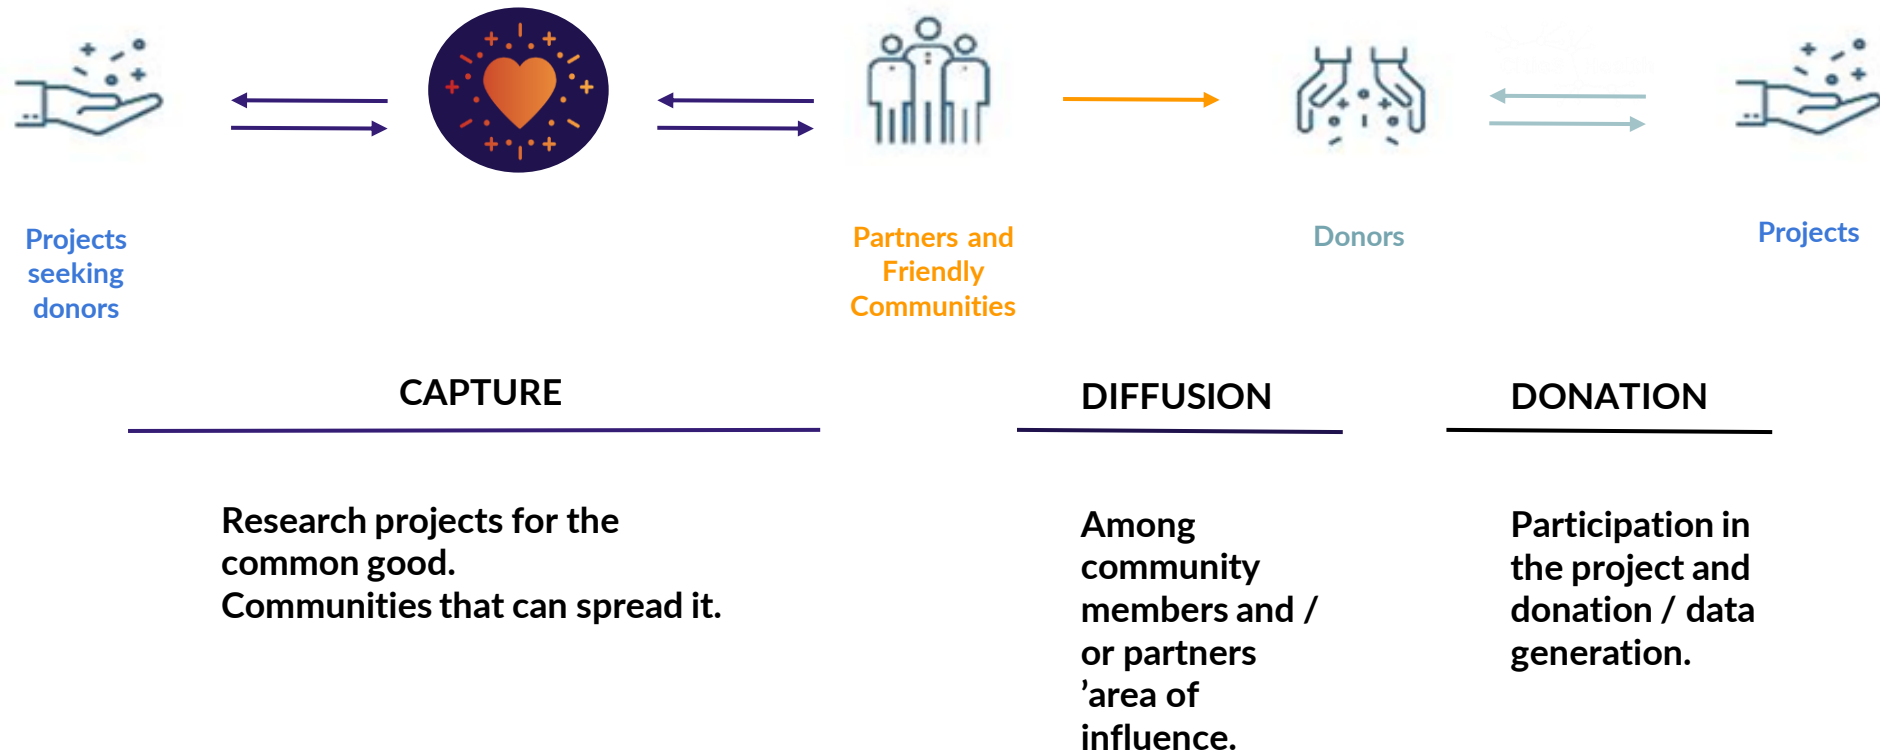 Projects
seeking
donors
Partners and
Friendly
Communities
Donors
Projects
CAPTURE
DIFFUSION
DONATION
Research projects for the
common good.
Communities that can spread it.
Among
community
members and /
or partners
’area of
influence.
Participation in
the project and
donation / data
generation.